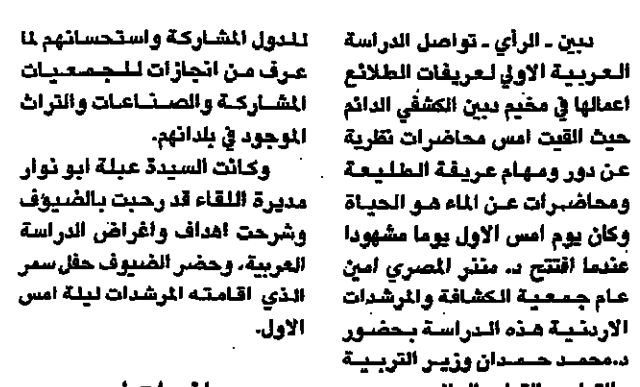 دبين ـ الرأي ـ تواصل الدراسة
العربية الاولى لعريفات الطلائع
اعمالها في مخيم دبين الكشفي الدائم
حيث القيت امس محاضرات نظرية
عن دور ومهام عريفة الطليعة
ومحاضرات عن الماء هو الحياة
وكان يوم امس الاول يوما مشهودا
عندما افتتح د. منذر المصري امين
عام جمعية الكشافة والمرشدات
الاردنية هذه الدراسة بحضور
د.محمد حمدان وزير التربية
للدول المشاركة واستحسانهم لما
عرف من انجازات للجمعيات
المشاركة والصناعات والتراث
الموجود في بلدانهم.
وكانت السيدة عبلة ابو نوار
مديرة اللقاء قد رحبت بالضيوف
وشرحت اهداف واغراض الدراسة
العربية، وحضر الضيوف حفل سمر
الذي اقامته المرشدات ليلة امس
الاول.